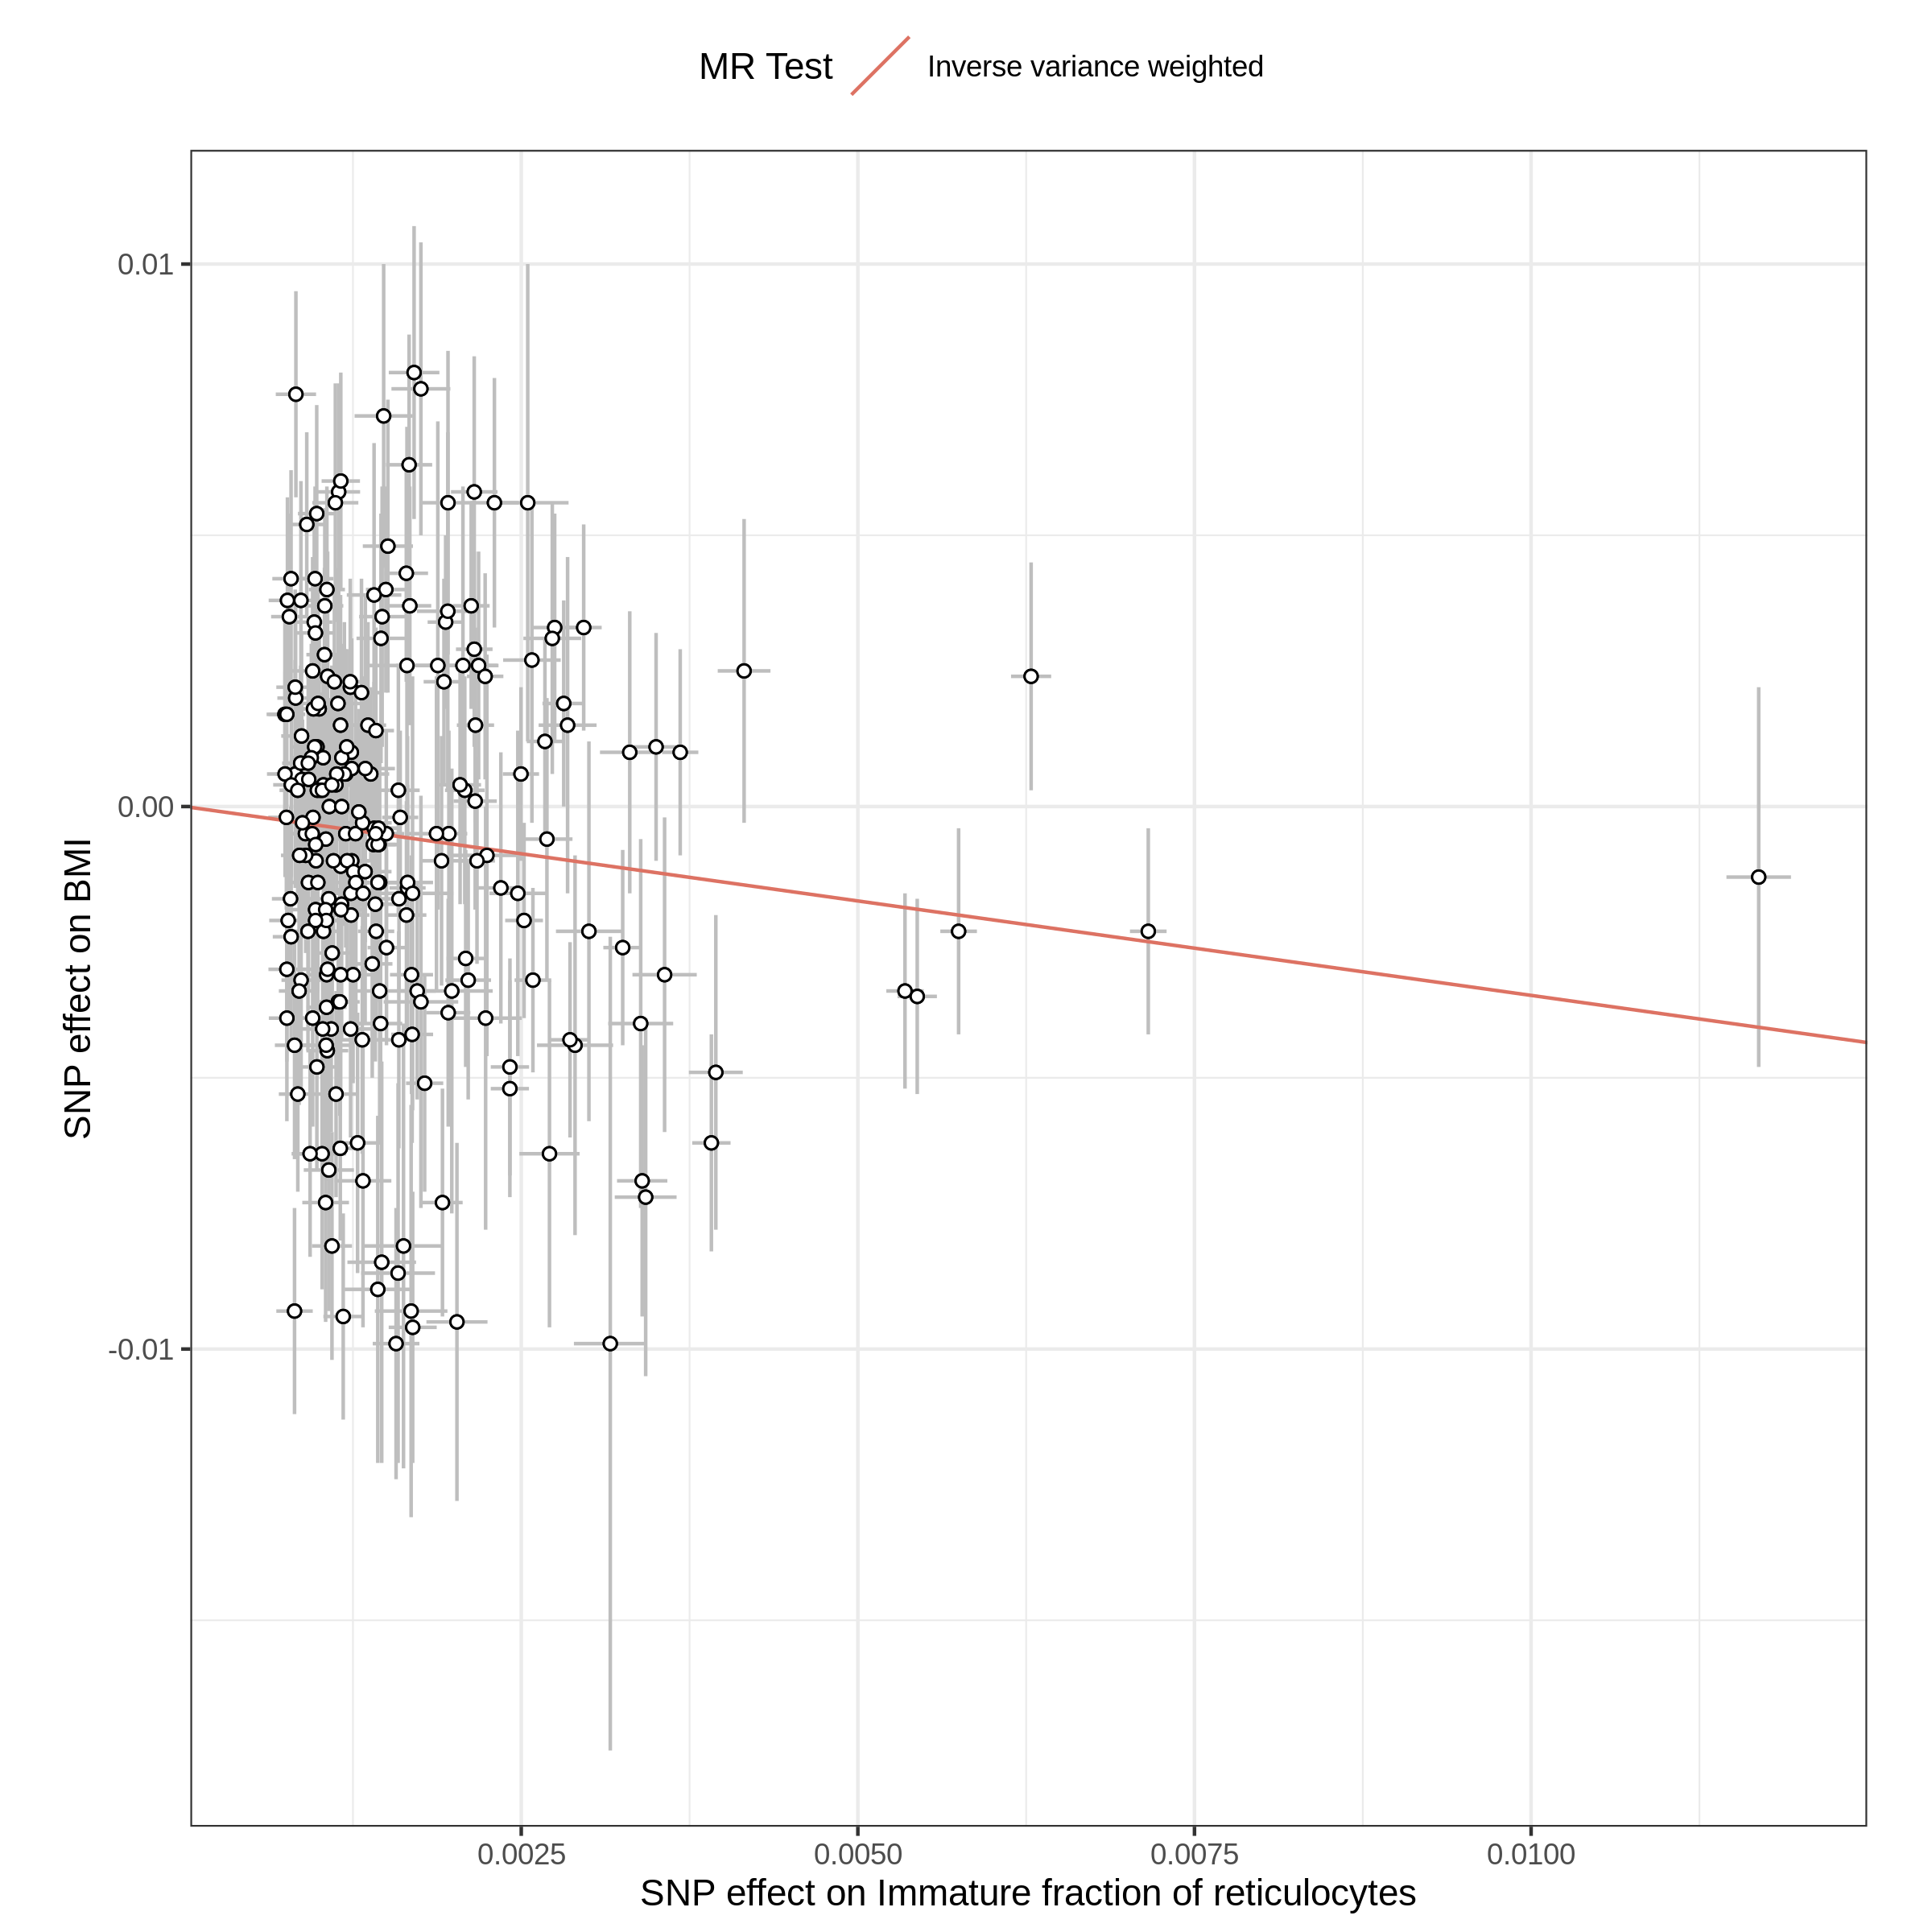 MR Test Inverse variance weighted
0.01
0.00
-0.01
SNP effect on BMI
0.0025 0.0050 0.0075 0.0100
SNP effect on Immature fraction of reticulocytes